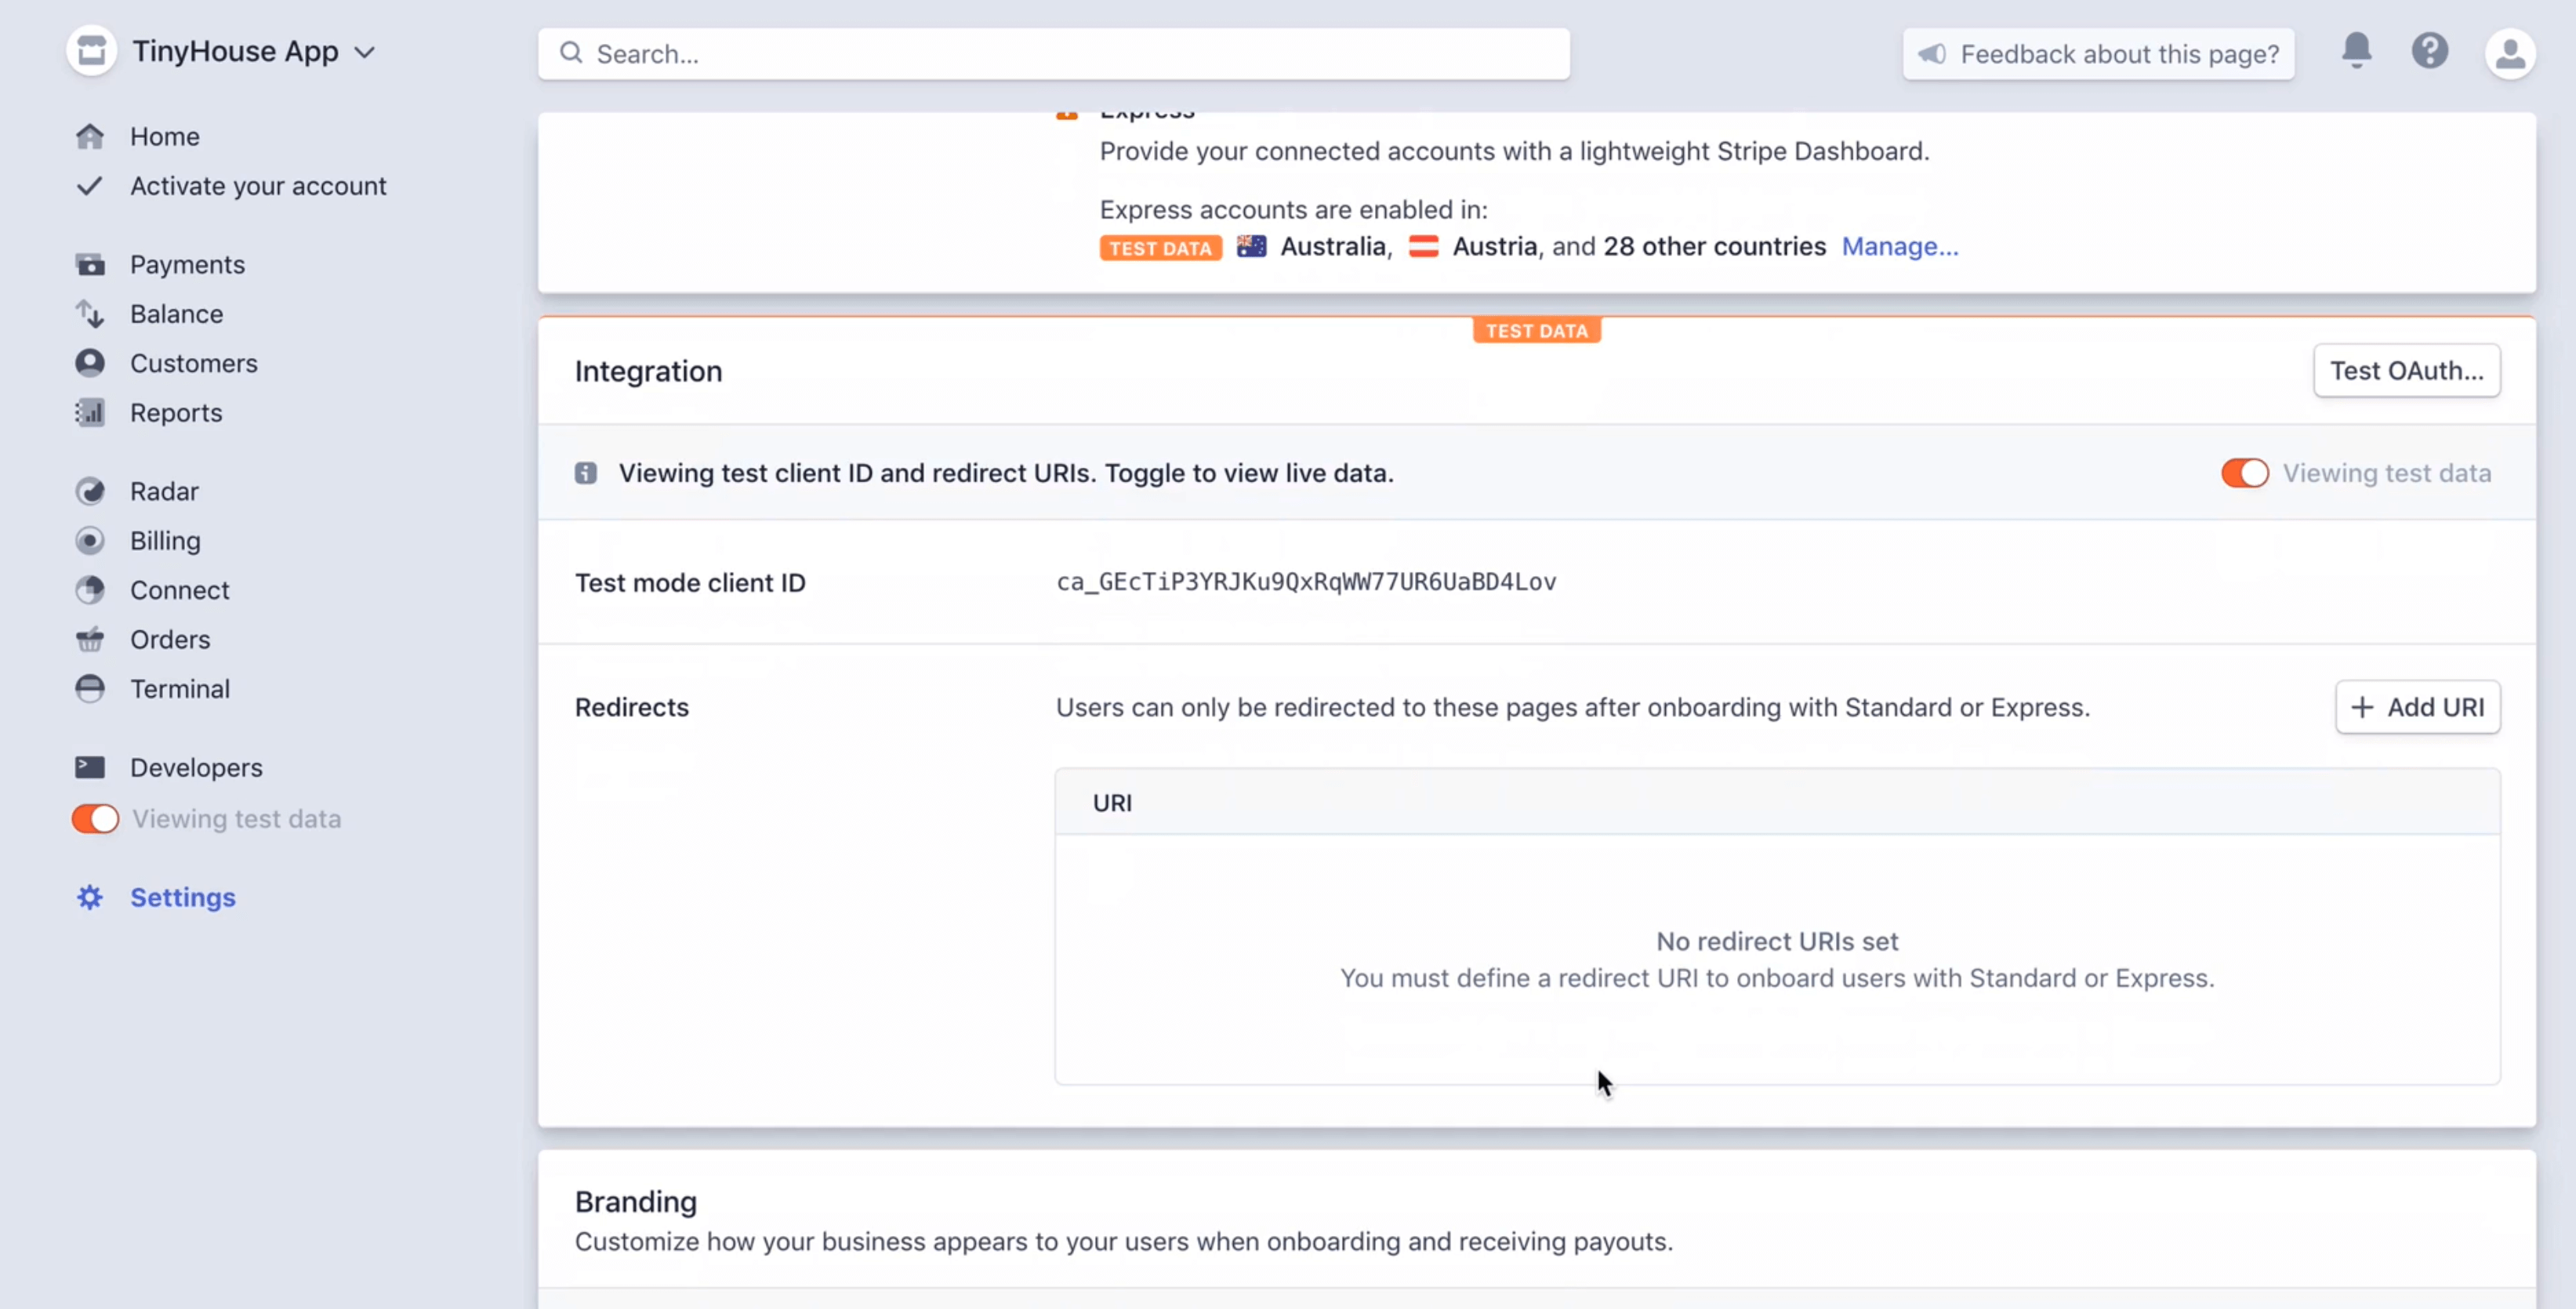 TinyHouse App
Search...
Feedback about this page?
Home
Activate your account
Payments
Balance
Customers
Reports
Radar
Billing
Connect
Orders
Terminal
Developers
Viewing test data
Settings
Express
Provide your connected accounts with a lightweight Stripe Dashboard.
Express accounts are enabled in:
TEST DATA Australia, Austria, and 28 other countries Manage...
TEST DATA
Integration
Test OAuth...
Viewing test client ID and redirect URIs. Toggle to view live data.
Viewing test data
Test mode client ID
ca_GEcTiP3YRJKu9QxRqWW77UR6UaBD4Lov
Redirects
Users can only be redirected to these pages after onboarding with Standard or Express.
+ Add URI
URI
No redirect URIs set
You must define a redirect URI to onboard users with Standard or Express.
Branding
Customize how your business appears to your users when onboarding and receiving payouts.